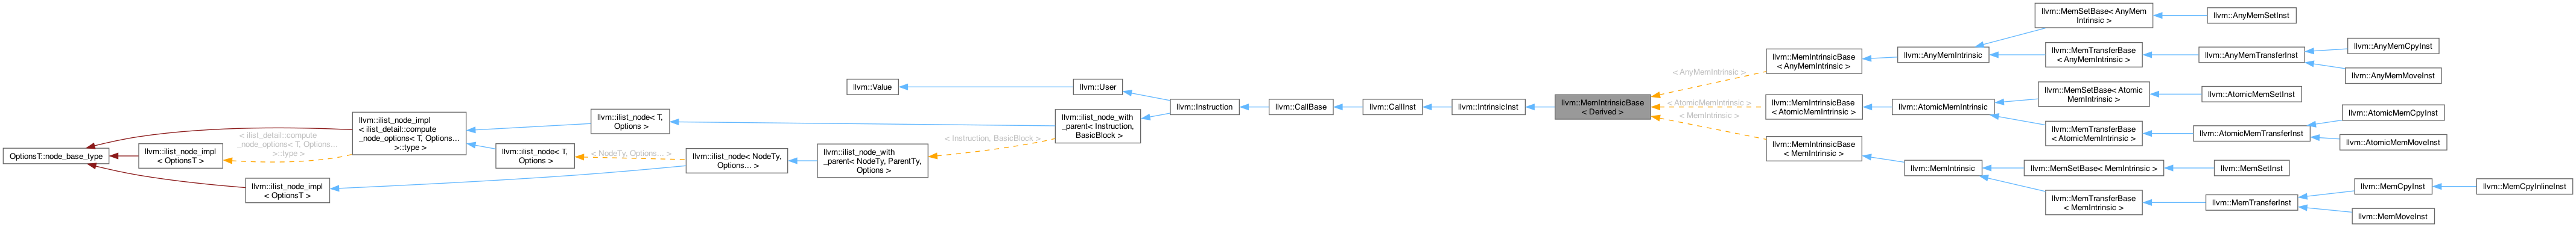 OptionsT::node_base_type
llvm::ilist_node_impl
< OptionsT >
llvm::ilist_node_impl
< OptionsT >
< ilist_detail::compute
_node_options< T, Options...
>::type >
llvm::ilist_node_impl
< ilist_detail::compute
_node_options< T, Options...
>::type >
llvm::ilist_node< T,
Options >
llvm::ilist_node< T,
Options >
< NodeTy, Options... >
llvm::ilist_node< NodeTy,
Options... >
llvm::ilist_node_with
_parent< NodeTy, ParentTy,
Options >
< Instruction, BasicBlock >
llvm::Value
llvm::User
llvm::ilist_node_with
_parent< Instruction,
BasicBlock >
llvm::Instruction
llvm::CallBase
llvm::CallInst
llvm::IntrinsicInst
llvm::MemIntrinsicBase
< Derived >
< AnyMemIntrinsic >
< AtomicMemIntrinsic >
< MemIntrinsic >
llvm::MemIntrinsicBase
< AnyMemIntrinsic >
llvm::AnyMemIntrinsic
llvm::MemSetBase< AnyMem
Intrinsic >
llvm::AnyMemSetInst
llvm::MemTransferBase
< AnyMemIntrinsic >
llvm::AnyMemTransferInst
llvm::AnyMemCpyInst
llvm::AnyMemMoveInst
llvm::MemIntrinsicBase
< AtomicMemIntrinsic >
llvm::AtomicMemIntrinsic
llvm::MemSetBase< Atomic
MemIntrinsic >
llvm::AtomicMemSetInst
llvm::MemTransferBase
< AtomicMemIntrinsic >
llvm::AtomicMemTransferInst
llvm::AtomicMemCpyInst
llvm::AtomicMemMoveInst
llvm::MemIntrinsicBase
< MemIntrinsic >
llvm::MemIntrinsic
llvm::MemSetBase< MemIntrinsic >
llvm::MemSetInst
llvm::MemTransferBase
< MemIntrinsic >
llvm::MemTransferInst
llvm::MemCpyInst
llvm::MemCpyInlineInst
llvm::MemMoveInst